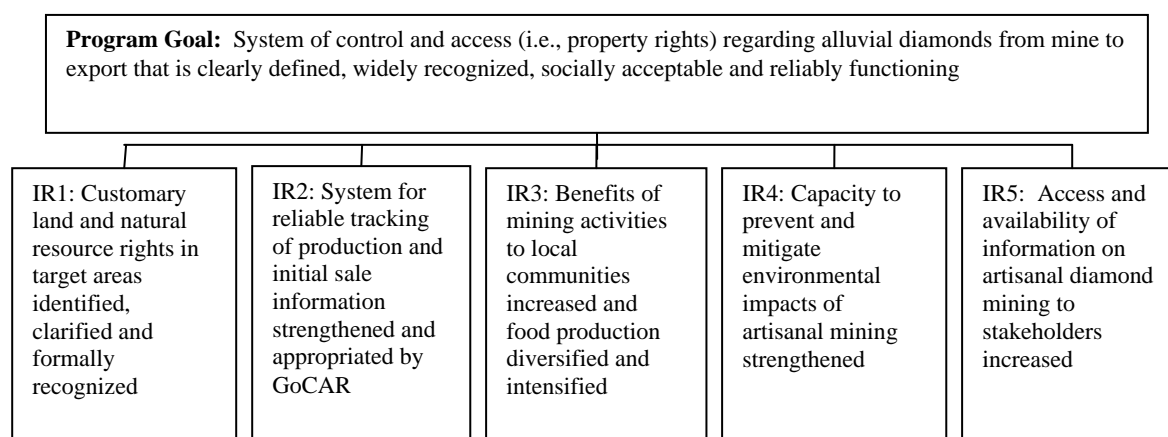 Program Goal:  System of control and access (i.e., property rights) regarding alluvial diamonds from mine to
export that is clearly defined, widely recognized, socially acceptable and reliably functioning
IR1: Customary
land and natural
resource rights in
target areas
identified,
clarified and
formally
recognized
IR2: System for
reliable tracking
of production and
initial sale
information
strengthened and
appropriated by
GoCAR
IR3: Benefits of
mining activities
to local
communities
increased and
food production
diversified and
intensified
IR4: Capacity to
prevent and
mitigate
environmental
impacts of
artisanal mining
strengthened
IR5:  Access and
availability of
information on
artisanal diamond
mining to
stakeholders
increased